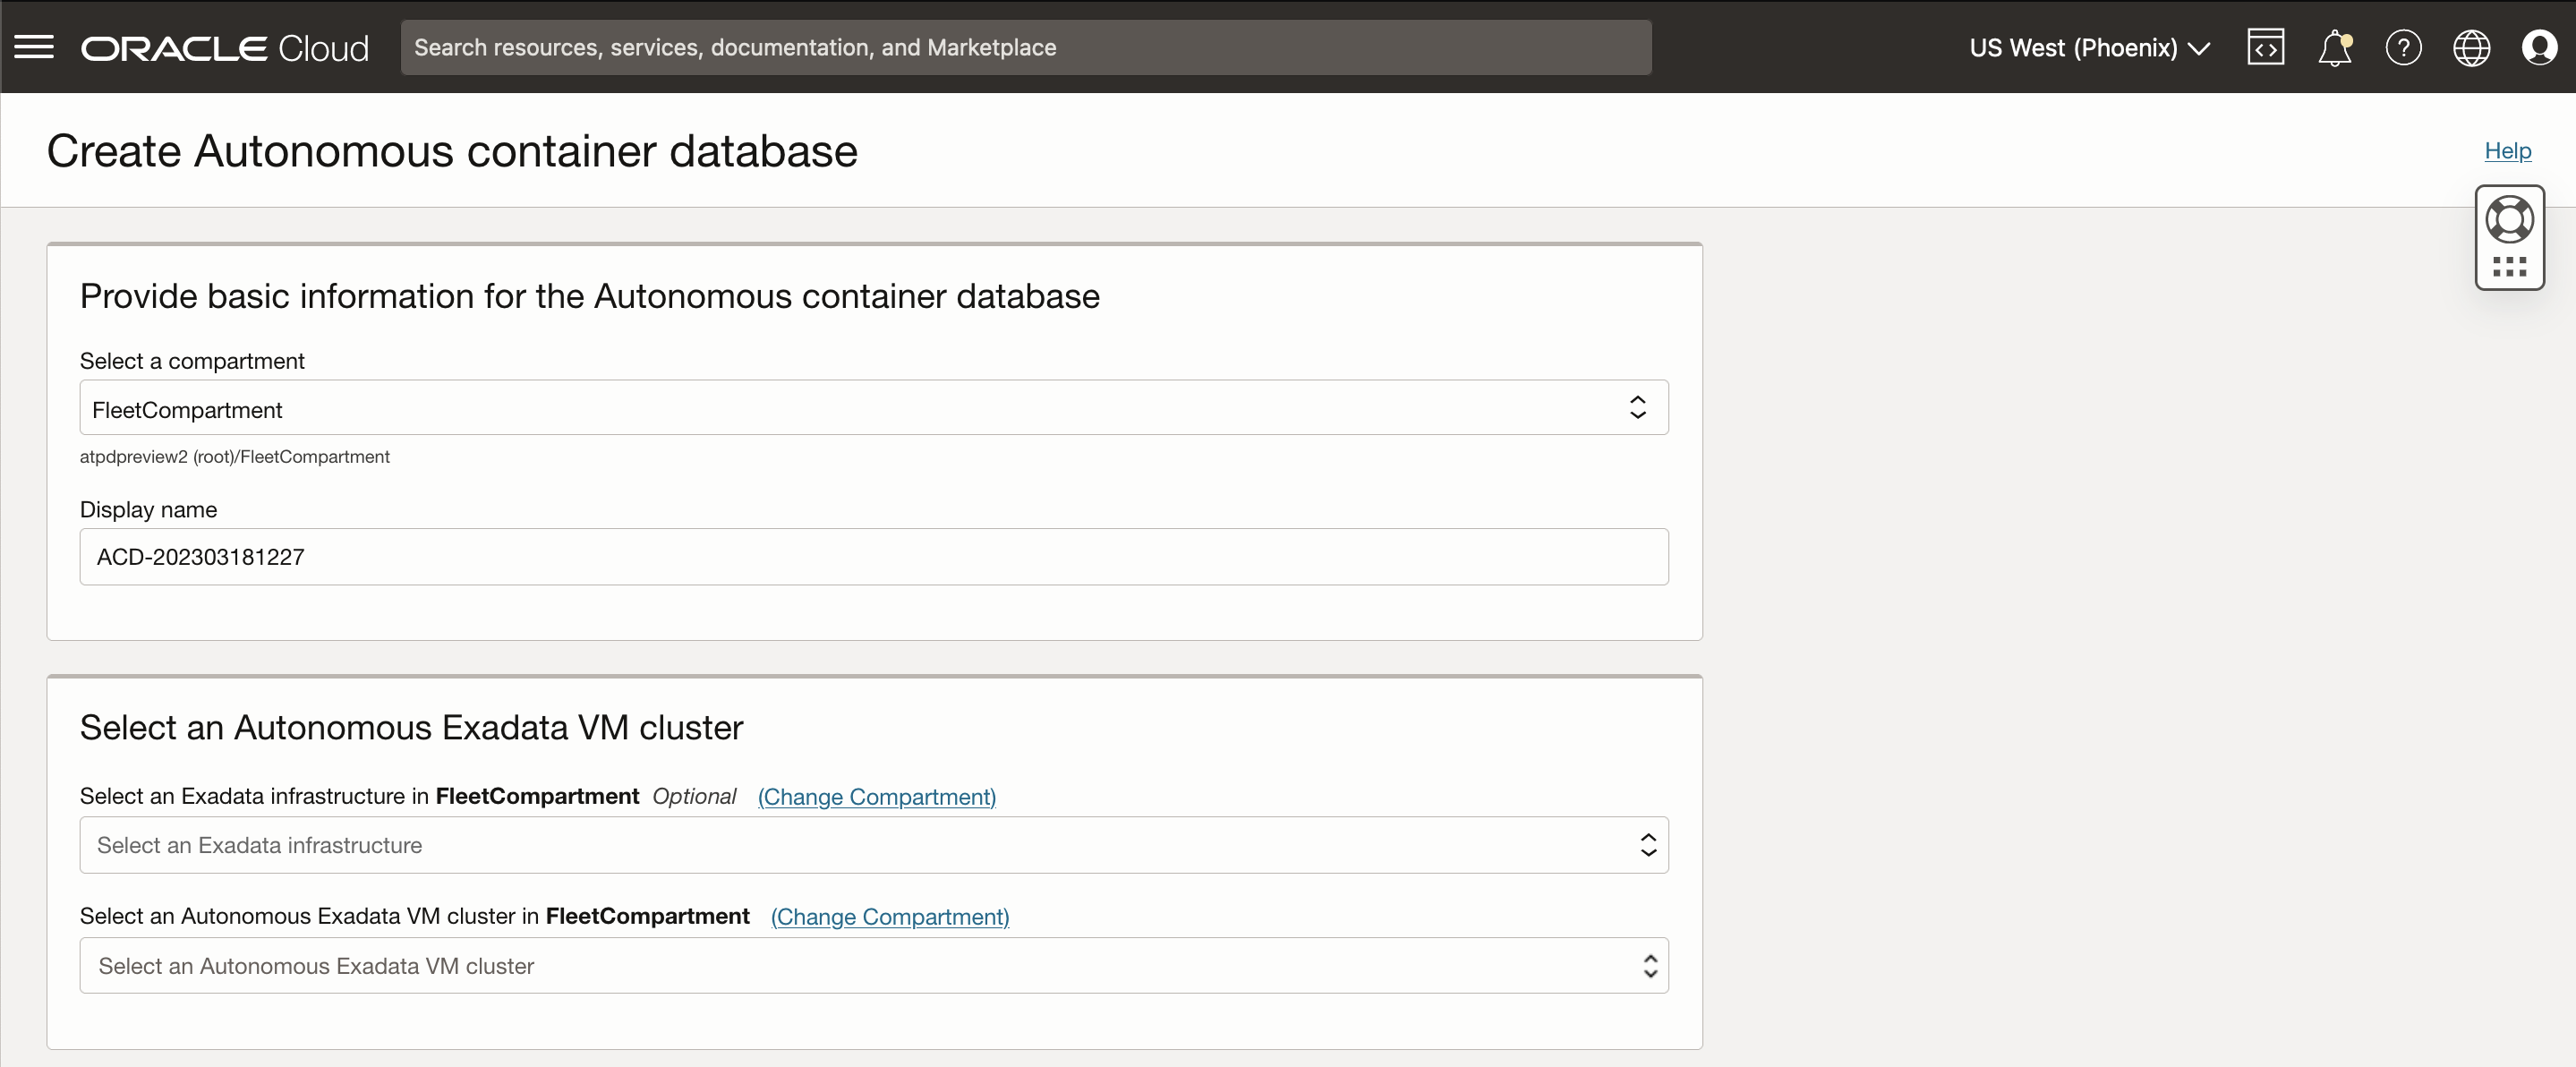 ORACLE Cloud
Search resources, services, documentation, and Marketplace
US West (Phoenix)
Create Autonomous container database
Help
Provide basic information for the Autonomous container database
Select a compartment
FleetCompartment
atpdpreview2 (root)/FleetCompartment
Display name
ACD-202303181227
Select an Autonomous Exadata VM cluster
Select an Exadata infrastructure in FleetCompartment Optional (Change Compartment)
Select an Exadata infrastructure
Select an Autonomous Exadata VM cluster in FleetCompartment (Change Compartment)
Select an Autonomous Exadata VM cluster